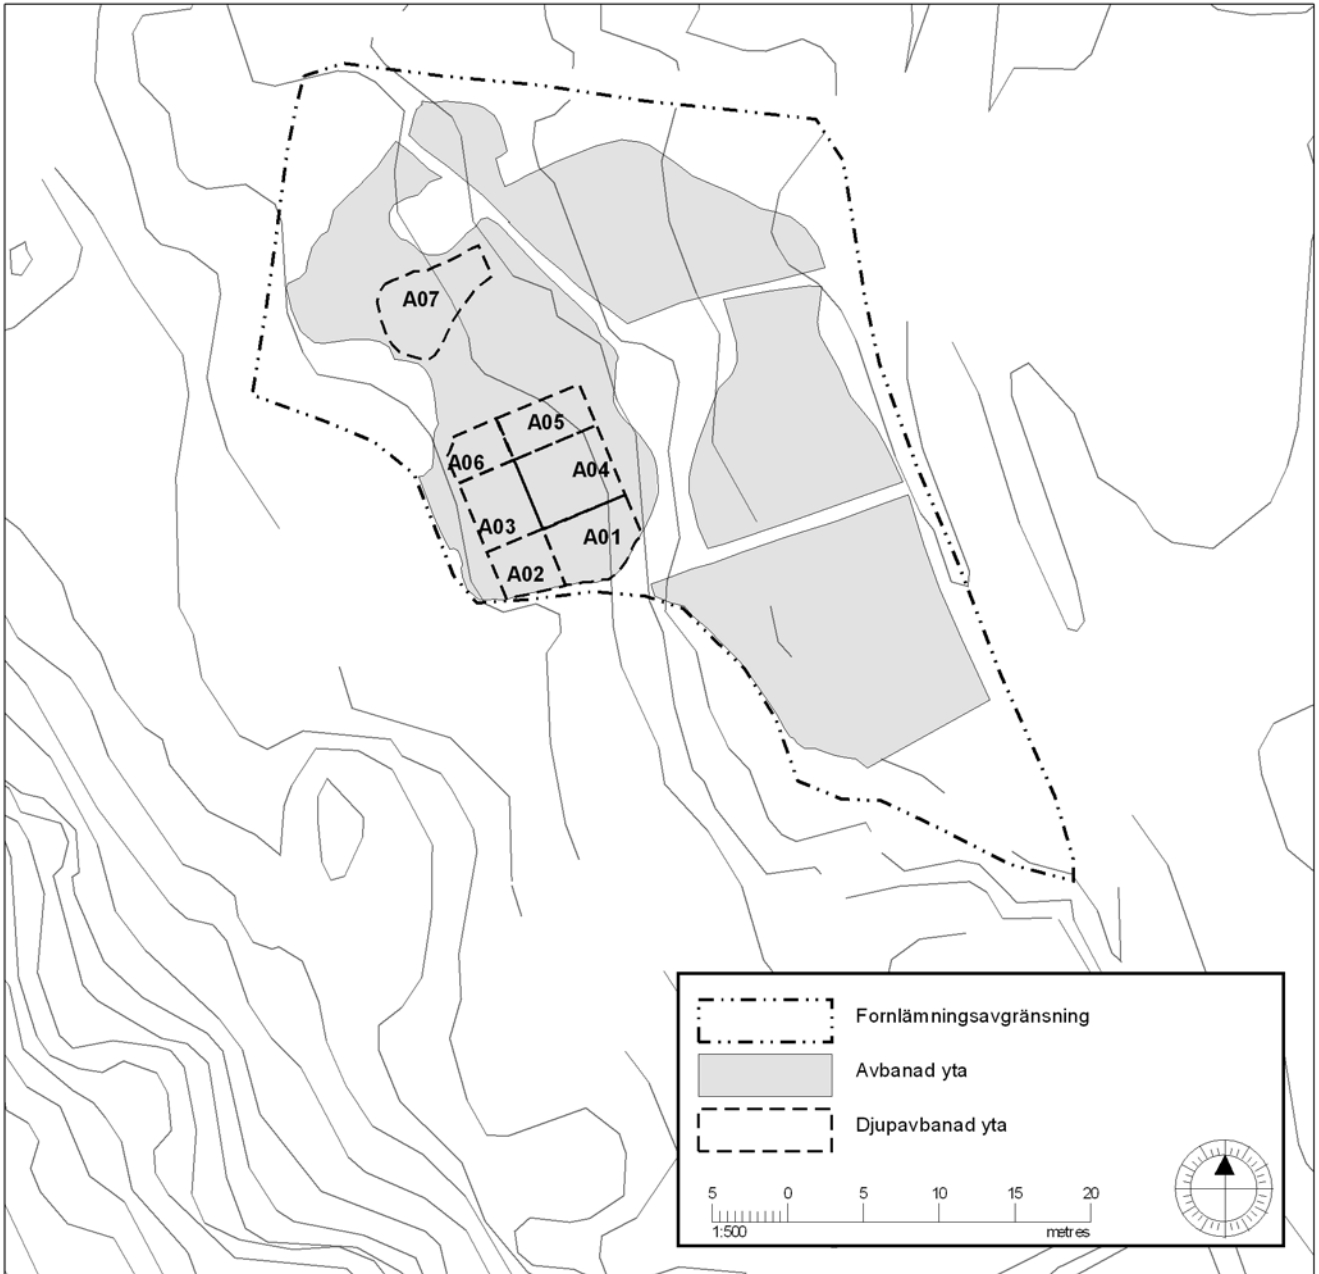 A07
A05
A06
A04
A03
A01
A02
Fornlämningsavgränsning
Avbanad yta
Djupavbanad yta
5 0 5 10 15 20
1:500 metres